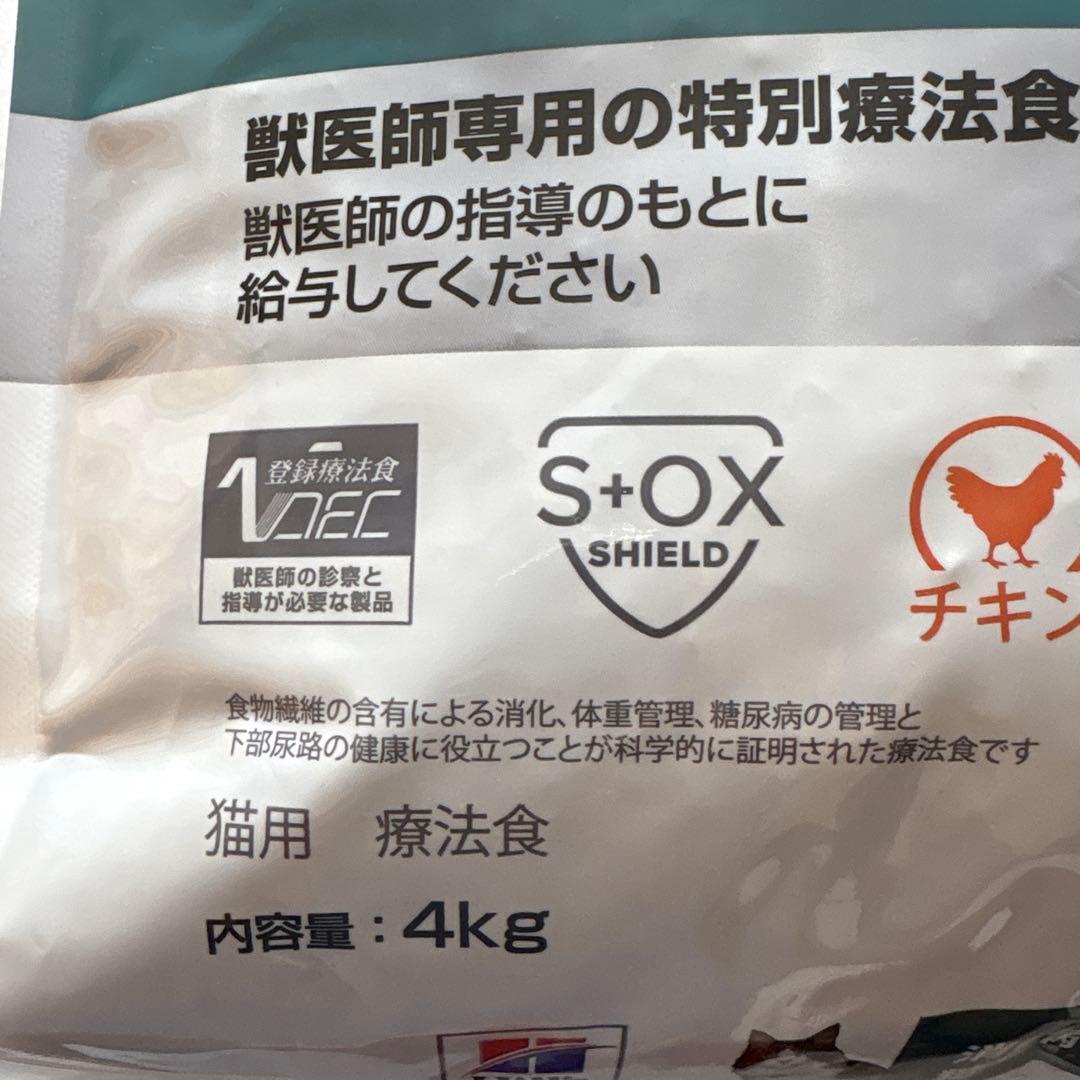 獣医師専用の特別療法食
獣医師の指導のもとに
給与してください
登録療法食
VDEC
獣医師の診察と
指導が必要な製品
S+OX
SHIELD
チキン
食物繊維の含有による消化、体重管理、糖尿病の管理と
下部尿路の健康に役立つことが科学的に証明された療法食です
猫用 療法食
内容量：4kg